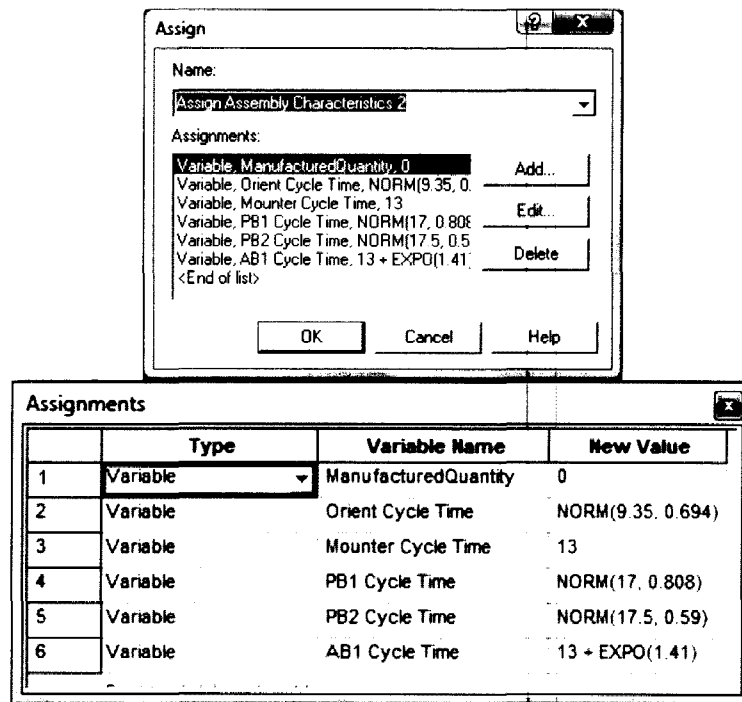 Assign
Name:
Assign Assembly Characteristics 2
Assignments:
Variable, ManufacturedQuantity, 0
Variable, Orient Cycle Time, NORM(9.35, 0.
Variable, Mounter Cycle Time, 13
Variable, PB1 Cycle Time, NORM(17, 0.808
Variable, PB2 Cycle Time, NORM(17.5, 0.5
Variable, AB1 Cycle Time, 13 + EXPO(1.41)
<End of list>
Add...
Edit...
Delete
OK Cancel Help
Assignments
Type Variable Name New Value
1 Variable ManufacturedQuantity 0
2 Variable Orient Cycle Time NORM(9.35, 0.694)
3 Variable Mounter Cycle Time 13
4 Variable PB1 Cycle Time NORM(17, 0.808)
5 Variable PB2 Cycle Time NORM(17.5, 0.59)
6 Variable AB1 Cycle Time 13 + EXPO(1.41)